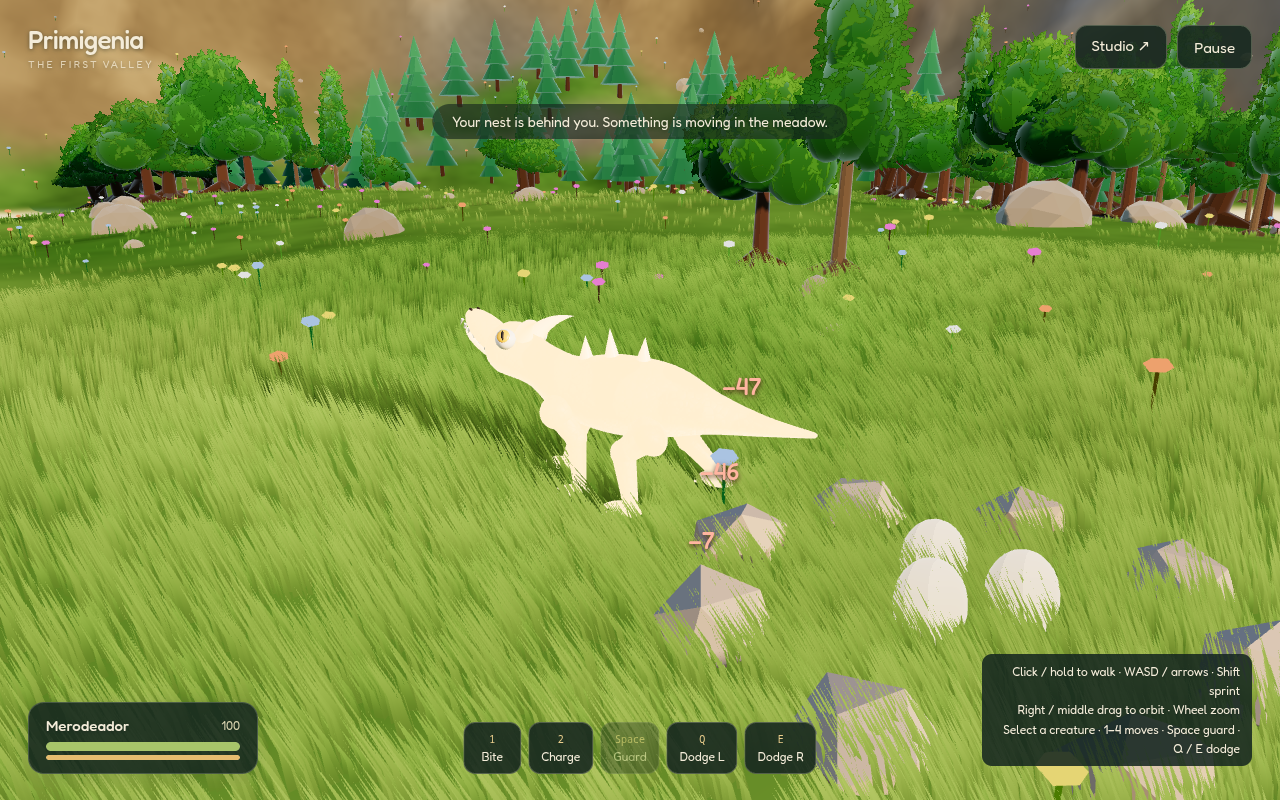 Primigenia
THE FIRST VALLEY
Studio ↗
Pause
Your nest is behind you. Something is moving in the meadow.
–47
–46
–7
Merodeador 100
1 Bite
2 Charge
Space Guard
Q Dodge L
E Dodge R
Click / hold to walk · WASD / arrows · Shift
sprint
Right / middle drag to orbit · Wheel zoom
Select a creature · 1–4 moves · Space guard ·
Q / E dodge